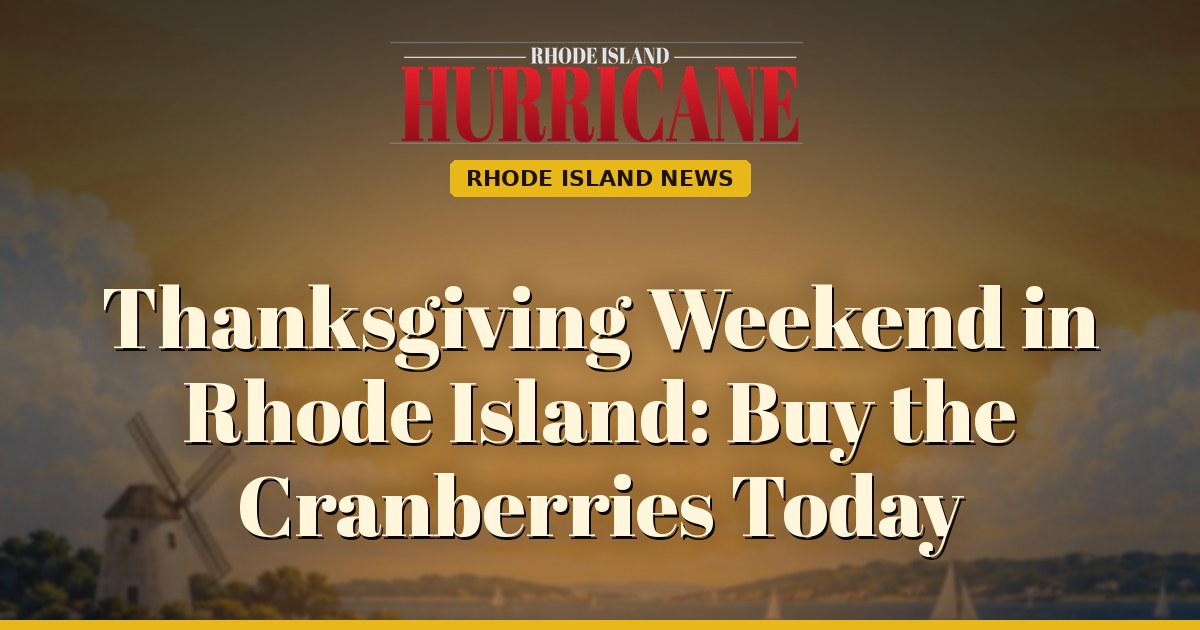 RHODE ISLAND
HURRICANE
RHODE ISLAND NEWS
Thanksgiving Weekend in
Rhode Island: Buy the
Cranberries Today